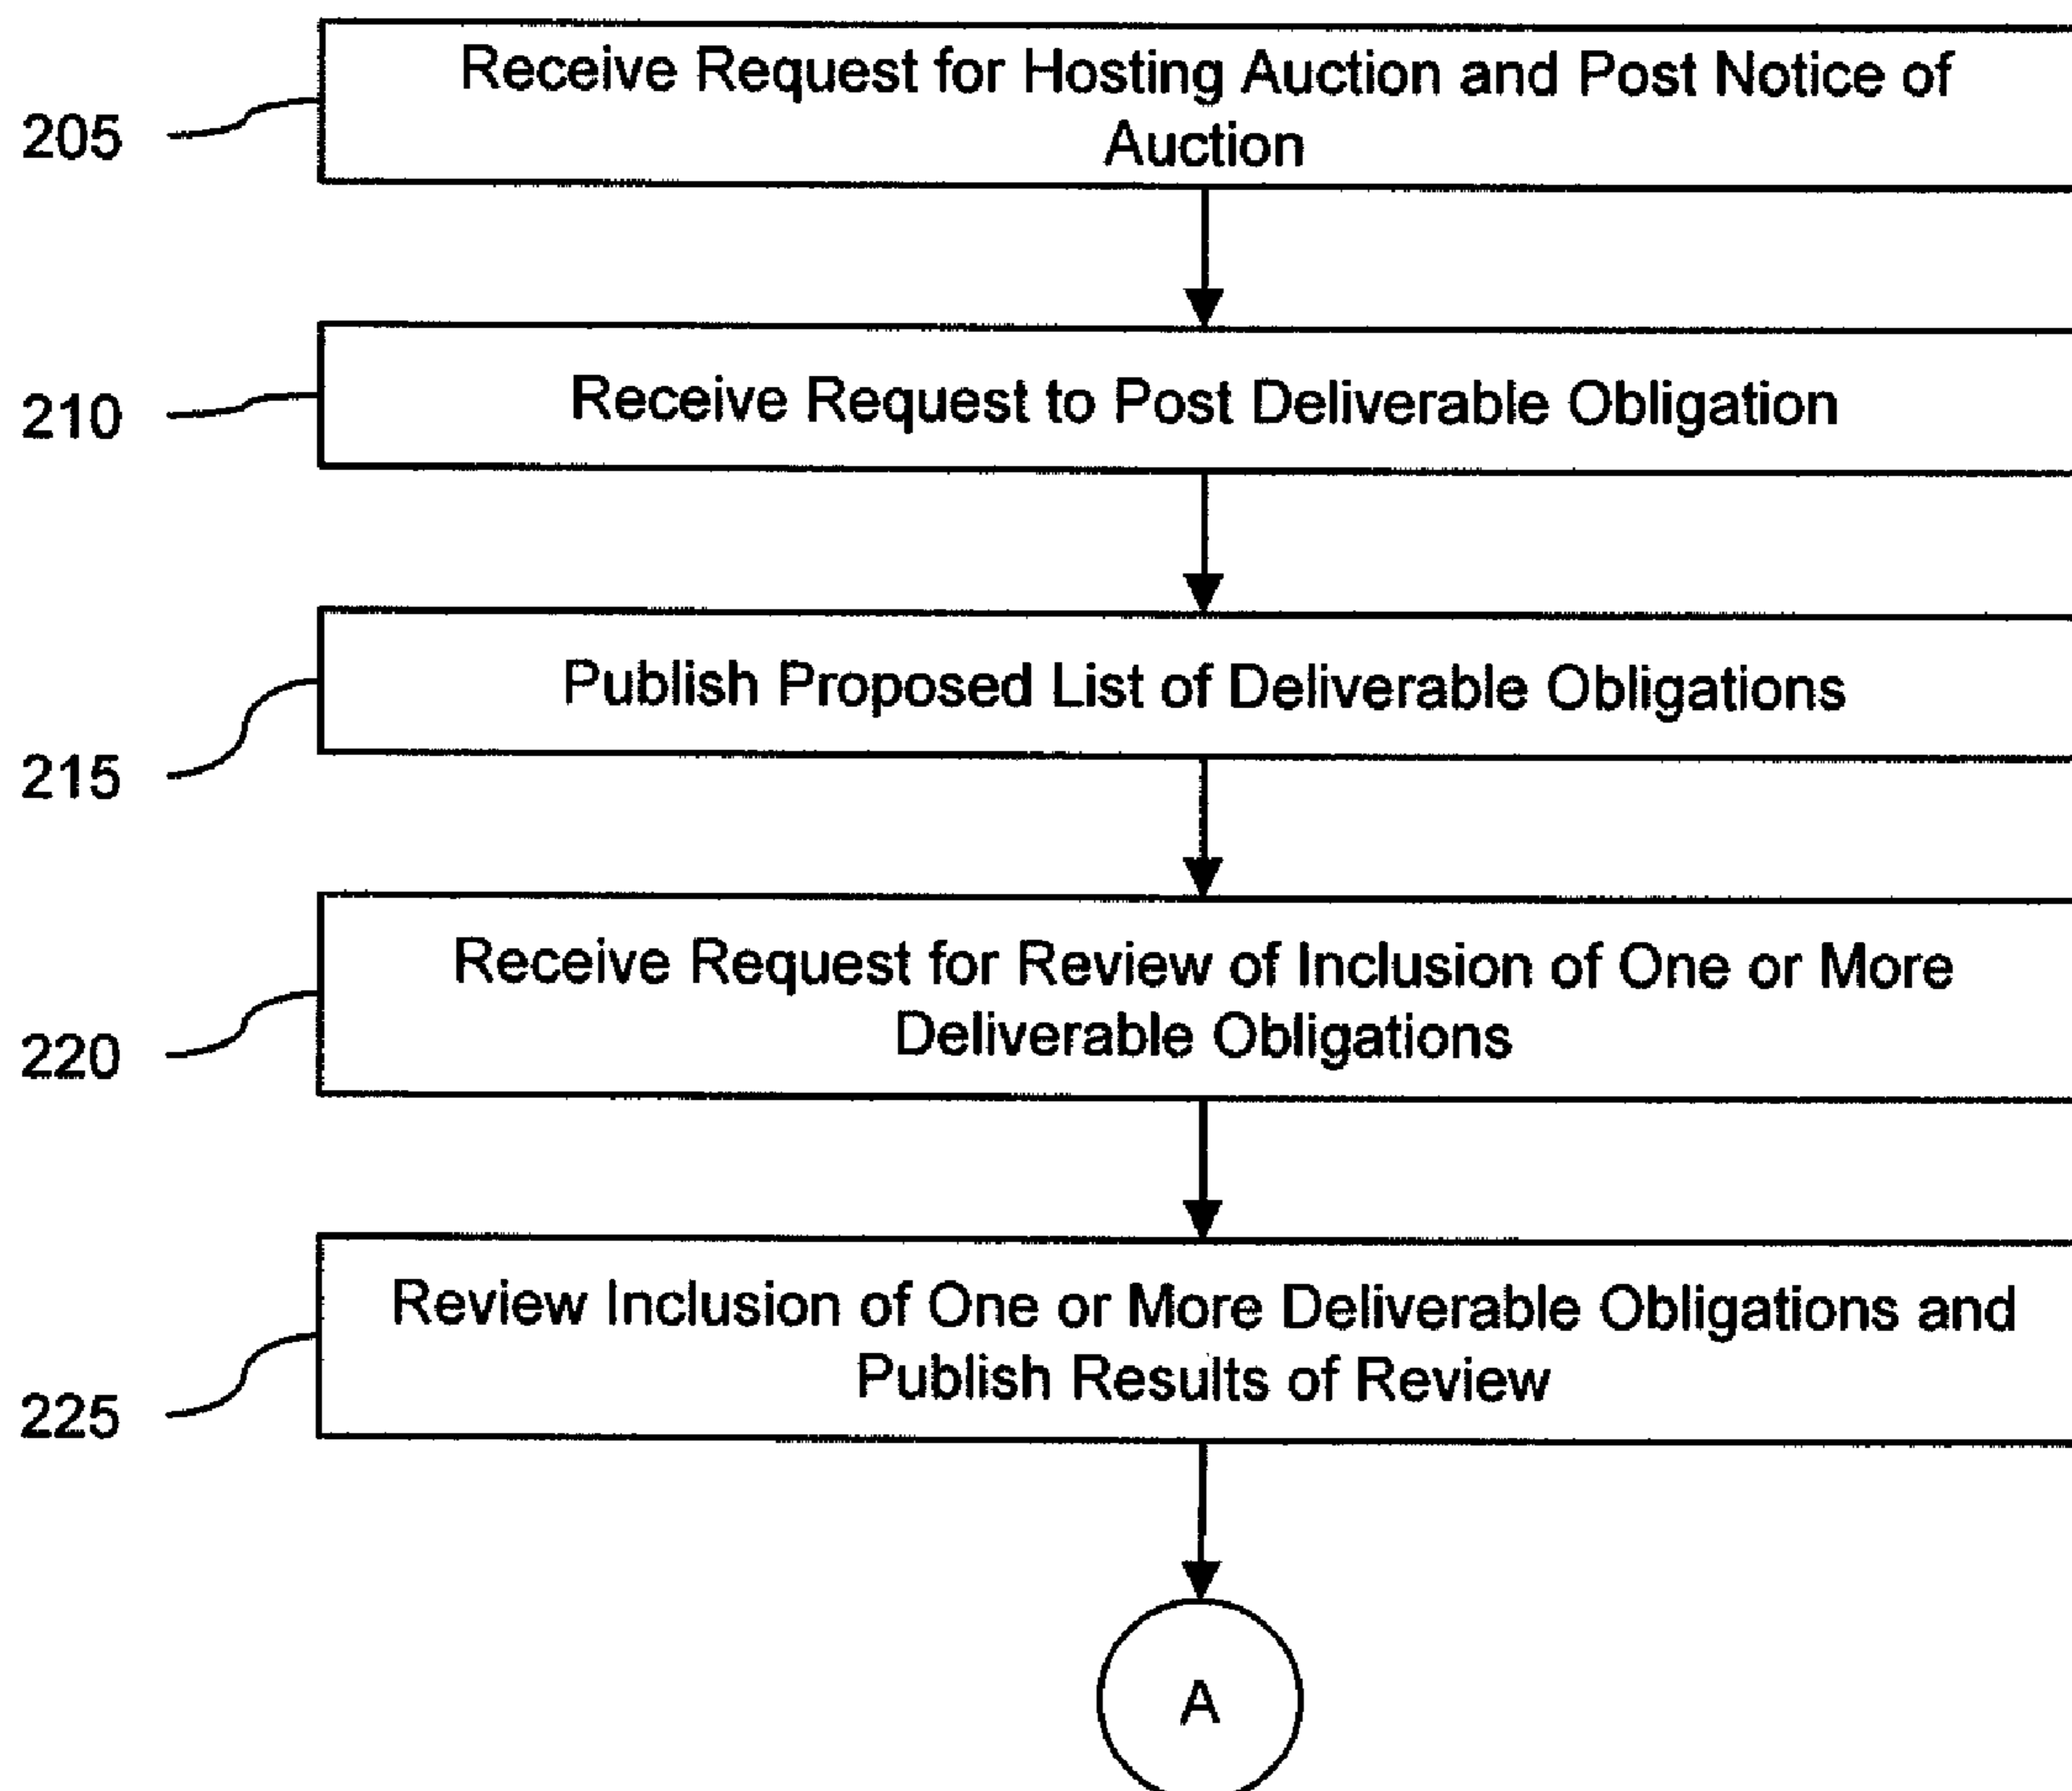 Receive Request for Hosting Auction and Post Notice of
Auction
205
Receive Request to Post Deliverable Obligation
210
Publish Proposed List of Deliverable Obligations
215
Receive Request for Review of Inclusion of One or More
Deliverable Obligations
220
Review Inclusion of One or More Deliverable Obligations and
Publish Results of Review
225
A